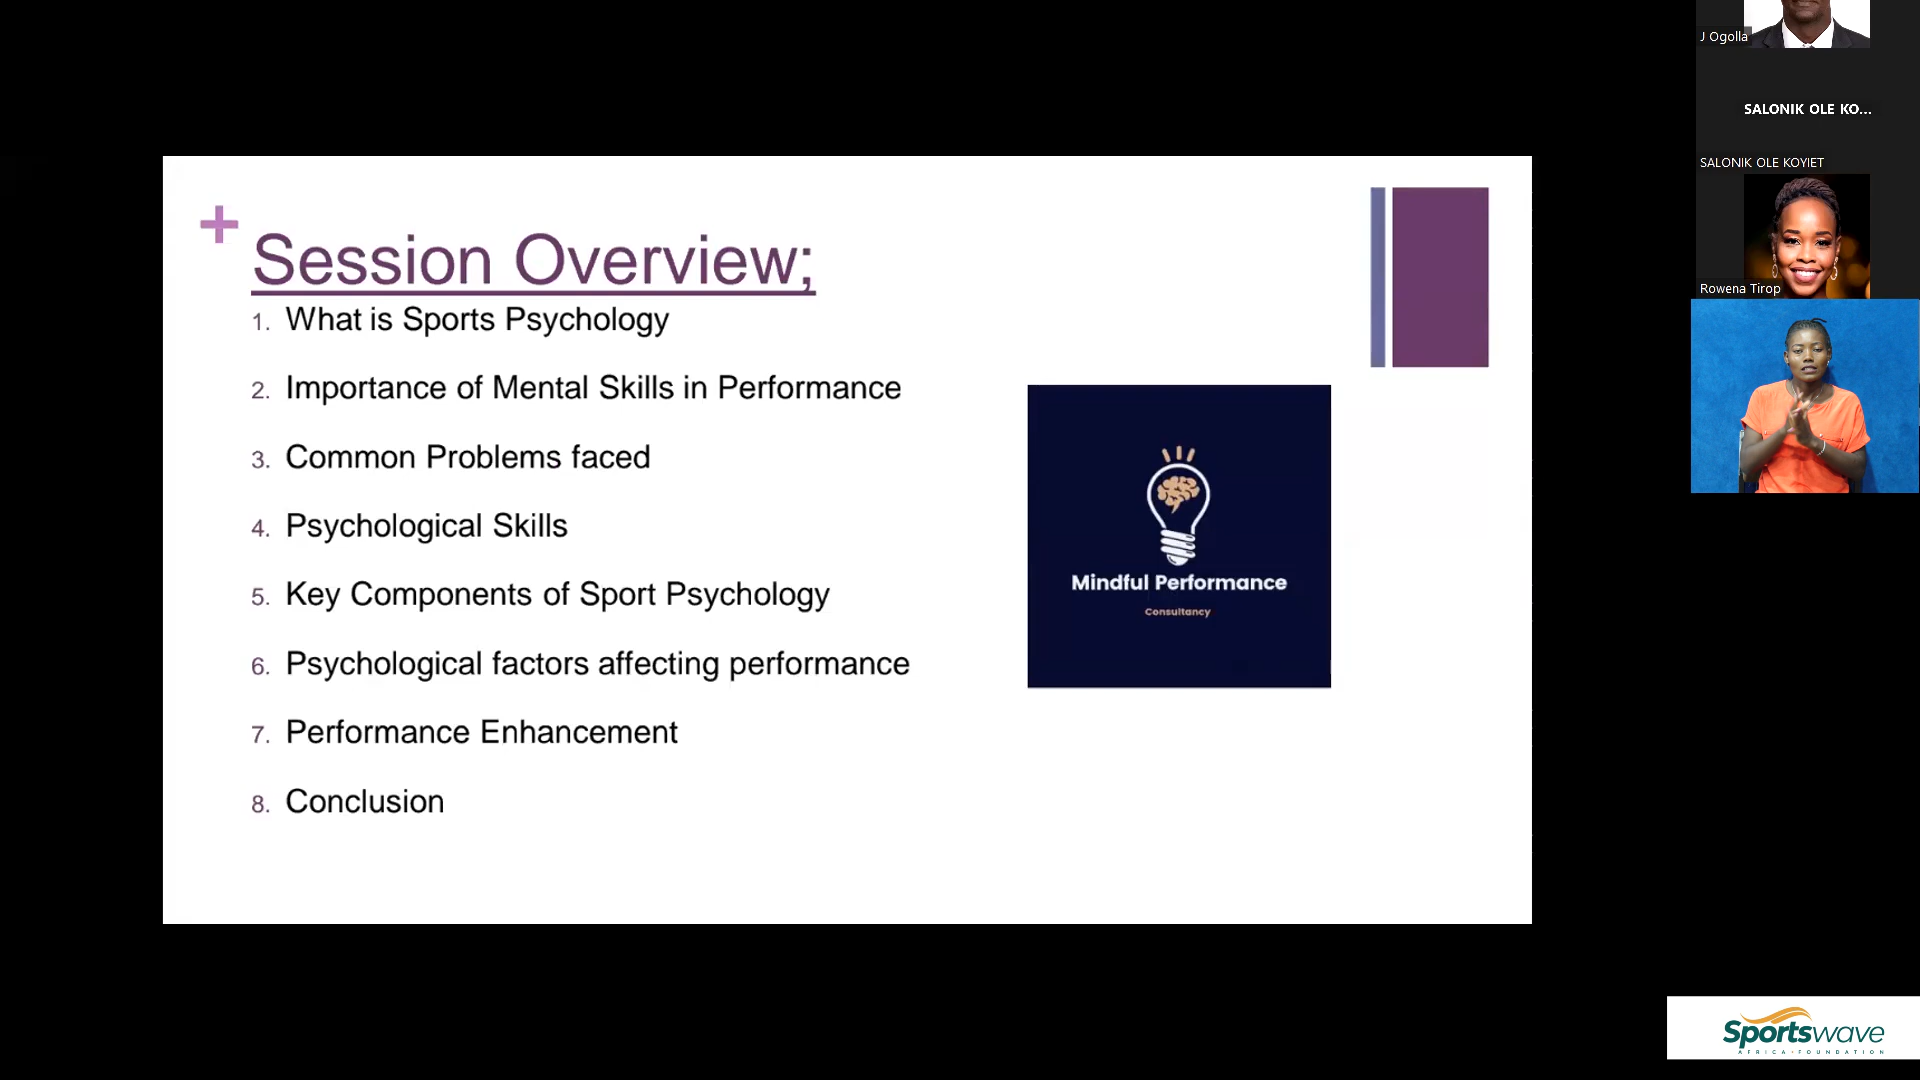 Session Overview;
1. What is Sports Psychology
2. Importance of Mental Skills in Performance
3. Common Problems faced
4. Psychological Skills
5. Key Components of Sport Psychology
6. Psychological factors affecting performance
7. Performance Enhancement
8. Conclusion
Mindful Performance
Consultancy
J Ogolla
SALONIK OLE KO...
SALONIK OLE KOYIET
Rowena Tirop
Sportswave
AFRICA • FOUNDATION